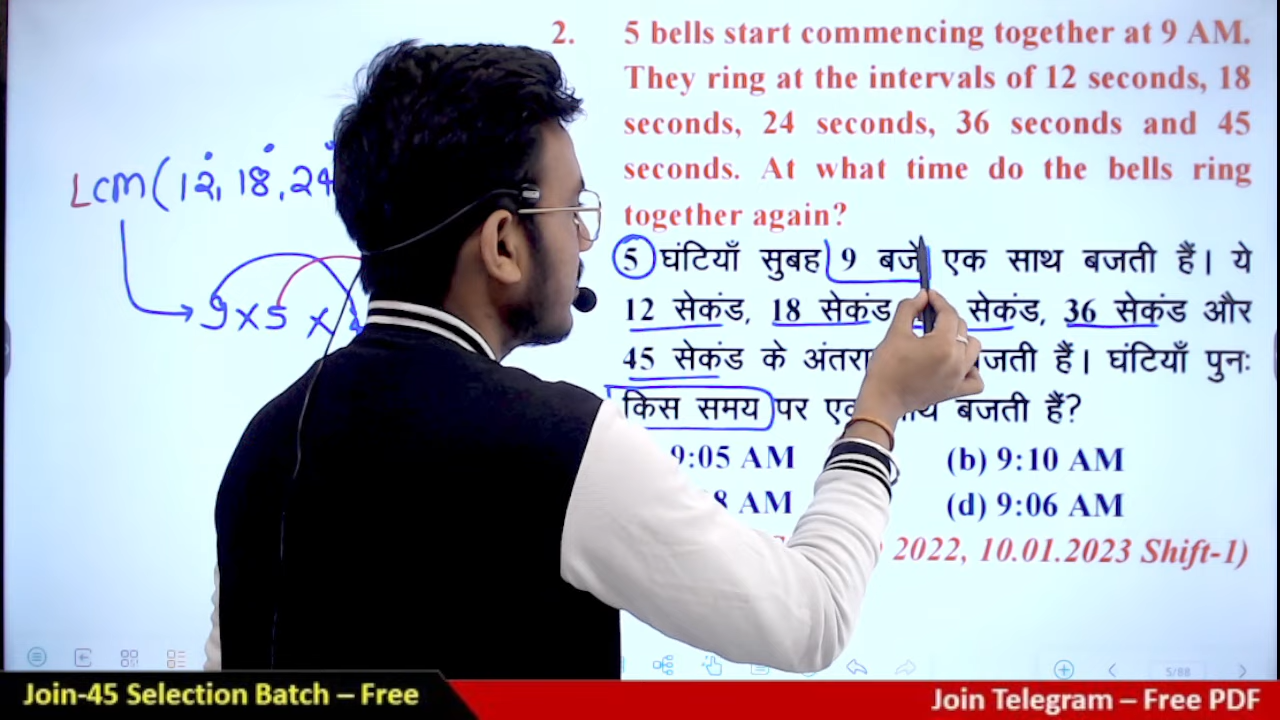 2. 5 bells start commencing together at 9 AM.
They ring at the intervals of 12 seconds, 18
seconds, 24 seconds, 36 seconds and 45
seconds. At what time do the bells ring
together again?
5 घंटियाँ सुबह 9 बजे एक साथ बजती हैं। ये
12 सेकंड, 18 सेकंड सेकंड, 36 सेकंड और
45 सेकंड के बजती हैं। घंटियाँ पुनः
किस समय पर बजती हैं?
9:05 AM (b) 9:10 AM
8 AM (d) 9:06 AM
2022, 10.01.2023 Shift-1)
LCM(12, 18, 24
9×5×
5/88
Join-45 Selection Batch – Free
Join Telegram – Free PDF